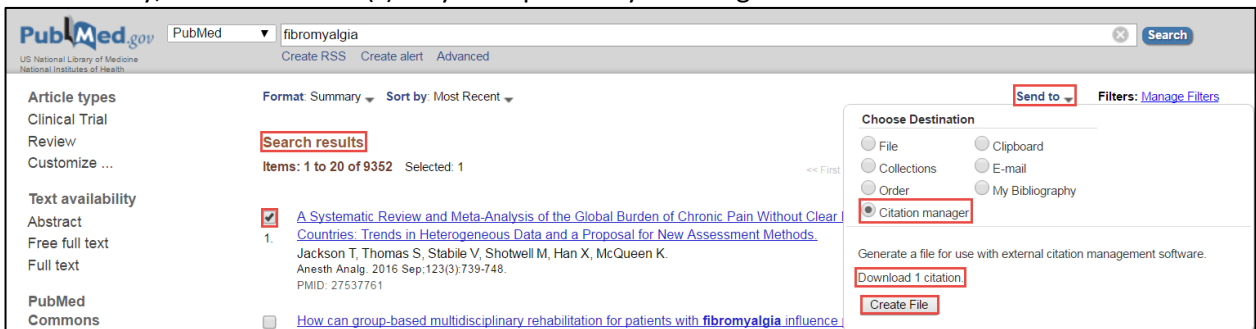 PubMed.gov
US National Library of Medicine
National Institutes of Health
PubMed
fibromyalgia
Search
Create RSS Create alert Advanced
Article types
Clinical Trial
Review
Customize ...
Text availability
Abstract
Free full text
Full text
PubMed
Commons
Format: Summary Sort by: Most Recent
Send to
Filters: Manage Filters
Search results
Items: 1 to 20 of 9352 Selected: 1
<< First
1.
A Systematic Review and Meta-Analysis of the Global Burden of Chronic Pain Without Clear
Countries: Trends in Heterogeneous Data and a Proposal for New Assessment Methods.
Jackson T, Thomas S, Stabile V, Shotwell M, Han X, McQueen K.
Anesth Analg. 2016 Sep;123(3):739-748.
PMID: 27537761
How can group-based multidisciplinary rehabilitation for patients with fibromyalgia influence
Choose Destination
File Clipboard
Collections E-mail
Order My Bibliography
Citation manager
Generate a file for use with external citation management software.
Download 1 citation.
Create File